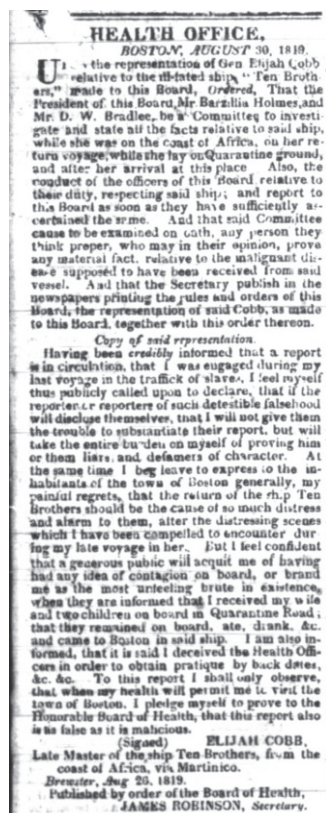 HEALTH OFFICE,
BOSTON, AUGUST 30, 1819.
the representation of Gen Elijah Cobb
relative to the ill-fated ship, "Ten Broth-
ers," made to this Board, Ordered, That the
President of this Board, Mr. Barzillia Holmes, and
Mr. D. W. Bradlee, be a Committee to investi-
gate and state all the facts relative to said ship,
while she was on the coast of Africa, on her re-
turn voyage, while she lay on Quarantine ground,
and after her arrival at this place Also, the
conduct of the officers of this Board relative to
their duty, respecting said ship; and report to
this Board as soon as they have sufficiently as-
certained the same. And that said Committee
cause to be examined on oath, any person they
think proper, who may in their opinion, prove
any material fact, relative to the malignant dis-
ease supposed to have been received from said
vessel. And that the Secretary publish in the
newspapers printing the rules and orders of this
Board, the representation of said Cobb, as made
to this Board, together with this order thereon.
Copy of said representation.
Having been credibly informed that a report
is in circulation, that I was engaged during my
last voyage in the traffick of slaves, I feel myself
thus publicly called upon to declare, that if the
reporter or reporters of such detestible falsehood
will disclose themselves, that I will not give them
the trouble to substantiate their report, but will
take the entire burden on myself of proving him
or them liars, and defamers of character. At
the same time I beg leave to express to the in-
habitants of the town of Boston generally, my
painful regrets, that the return of the ship Ten
Brothers should be the cause of so much distress
and alarm to them, after the distressing scenes
which I have been compelled to encounter dur
ing my late voyage in her. But I feel confident
that a generous public will acquit me of having
had any idea of contagion on board, or brand
me as the most unfeeling brute in existence,
when they are informed that I received my wife
and two children on board in Quarantine Road;
that they remained on board, ate, drank, &c.
and came to Boston in said ship. I am also in-
formed, that it is said I deceived the Health Offi-
cers in order to obtain pratique by back dates,
&c. &c. To this report I shall only observe,
that when my health will permit me to visit the
town of Boston, I pledge myself to prove to the
Honorable Board of Health, that this report also
is as false as it is malicious.
(Signed) ELIJAH COBB,
Late Master of the ship Ten Brothers, from the
coast of Africa, via Martinico.
Brewster, Aug 26, 1819.
Published by order of the Board of Health,
JAMES ROBINSON, Secretary.